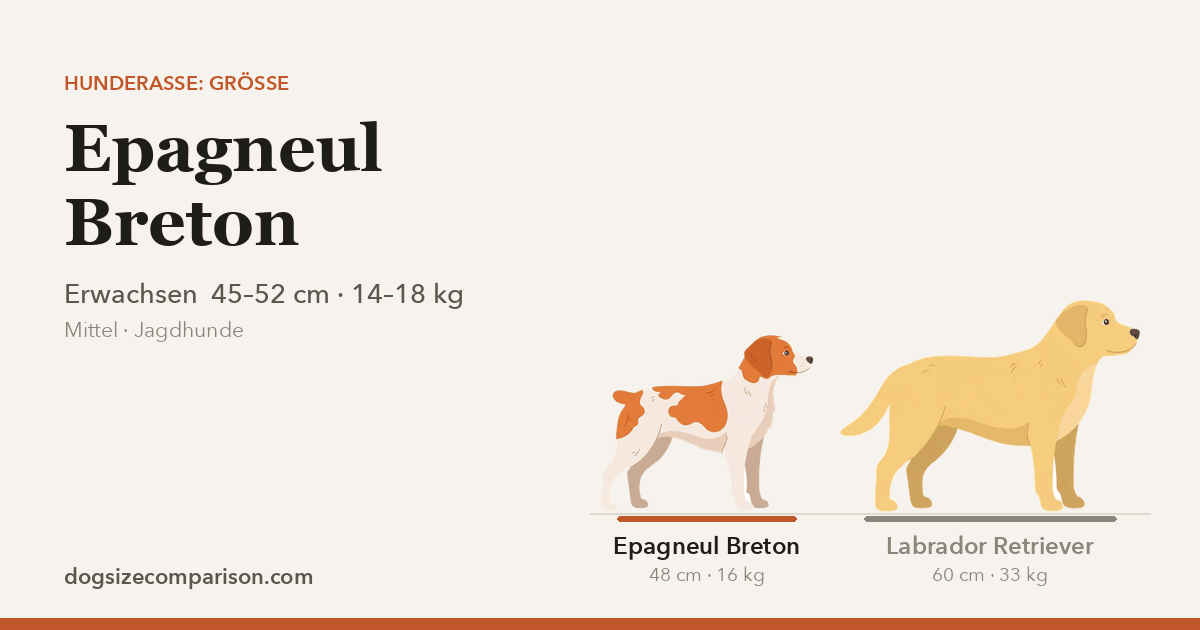 HUNDERASSE: GRÖSSE
Epagneul
Breton
Erwachsen 45–52 cm · 14–18 kg
Mittel · Jagdhunde
Epagneul Breton
48 cm · 16 kg
Labrador Retriever
60 cm · 33 kg
dogsizecomparison.com